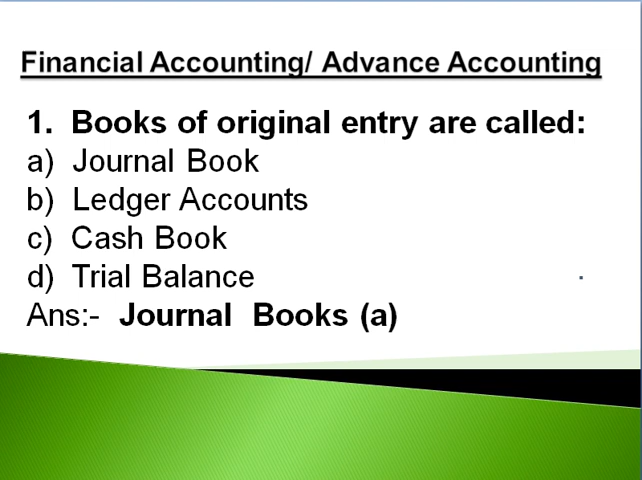 Financial Accounting/ Advance Accounting
1. Books of original entry are called:
a) Journal Book
b) Ledger Accounts
c) Cash Book
d) Trial Balance
Ans:- Journal Books (a)